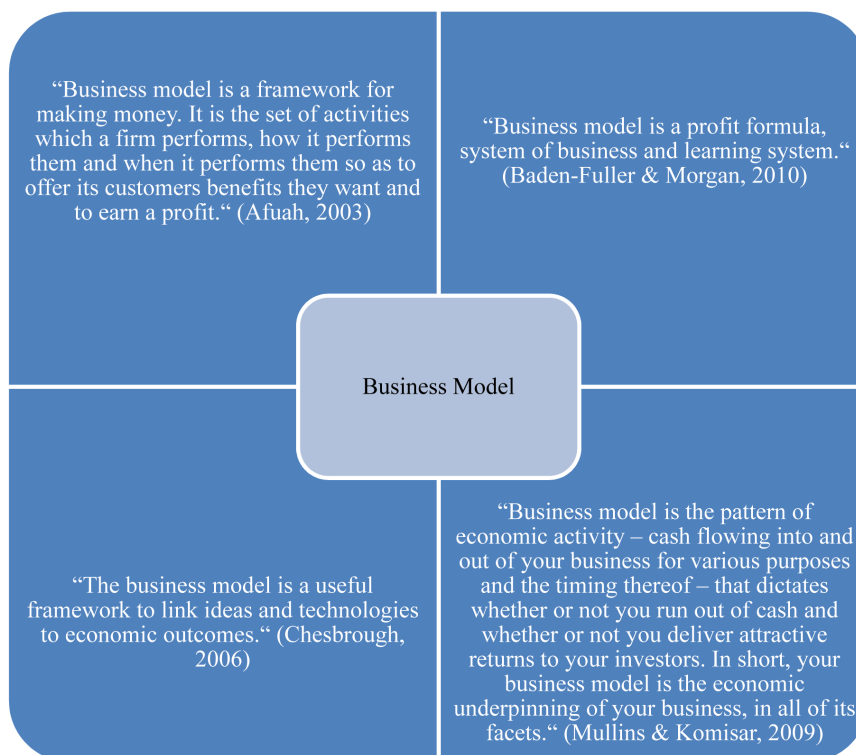 “Business model is a framework for
making money. It is the set of activities
which a firm performs, how it performs
them and when it performs them so as to
offer its customers benefits they want and
to earn a profit.“ (Afuah, 2003)
“Business model is a profit formula,
system of business and learning system.“
(Baden-Fuller & Morgan, 2010)
Business Model
“The business model is a useful
framework to link ideas and technologies
to economic outcomes.“ (Chesbrough,
2006)
“Business model is the pattern of
economic activity – cash flowing into and
out of your business for various purposes
and the timing thereof – that dictates
whether or not you run out of cash and
whether or not you deliver attractive
returns to your investors. In short, your
business model is the economic
underpinning of your business, in all of its
facets.“ (Mullins & Komisar, 2009)